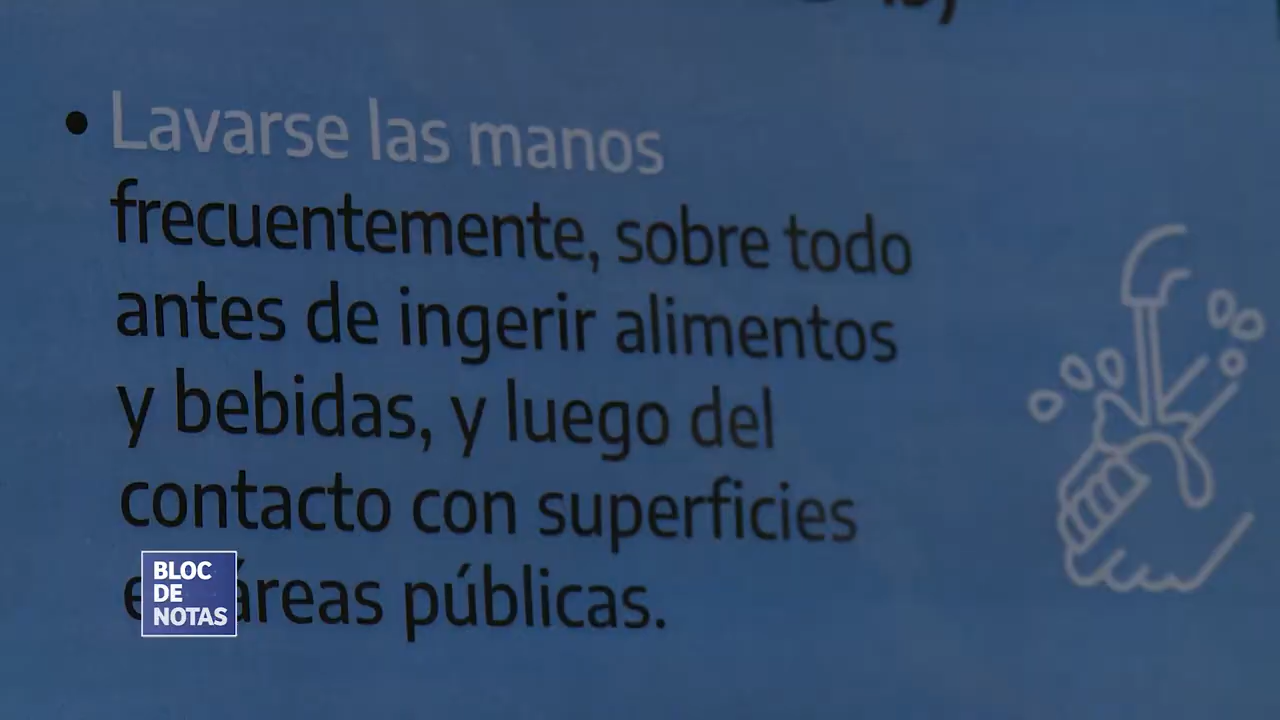 • Lavarse las manos
frecuentemente, sobre todo
antes de ingerir alimentos
y bebidas, y luego del
contacto con superficies
áreas públicas.
BLOC
DE
NOTAS